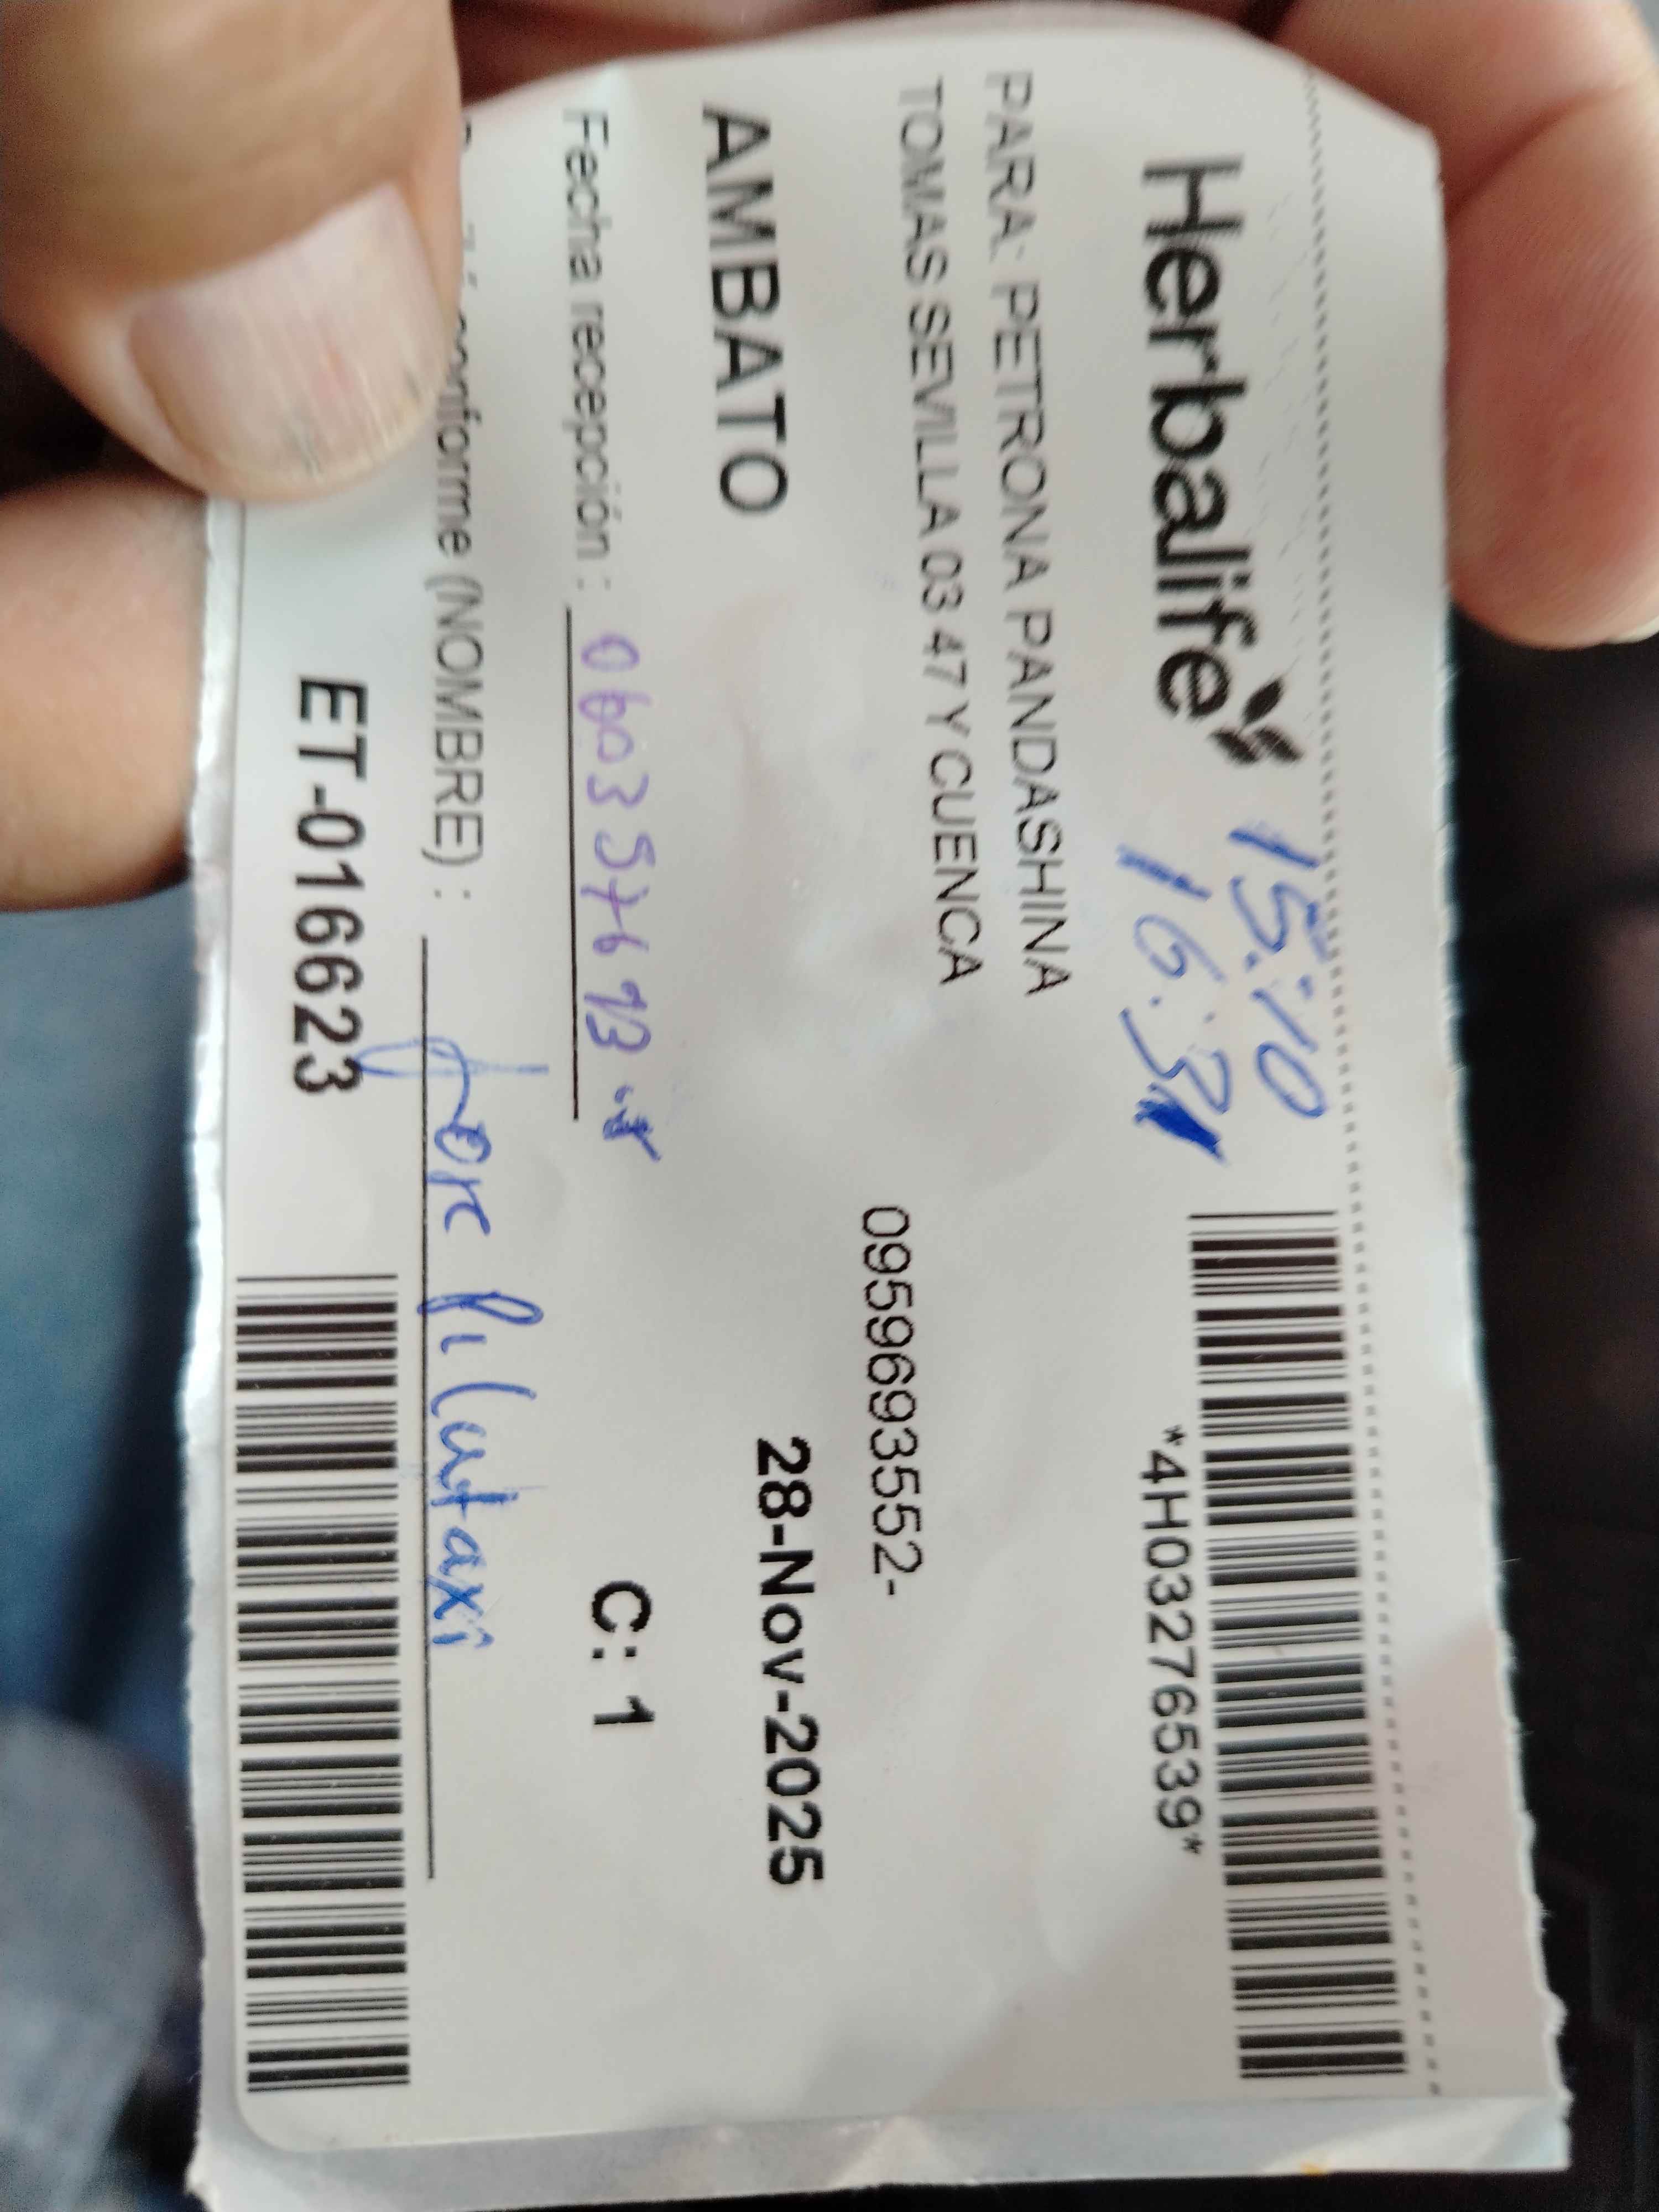 Herbalife
15:10
16:31
*4H03276539*
PARA: PETRONA PANDASHINA
TOMAS SEVILLA 03 47 Y CUENCA
0959693552-
AMBATO
28-Nov-2025
Fecha recepción :
C: 1
conforme (NOMBRE) :
ET-016623